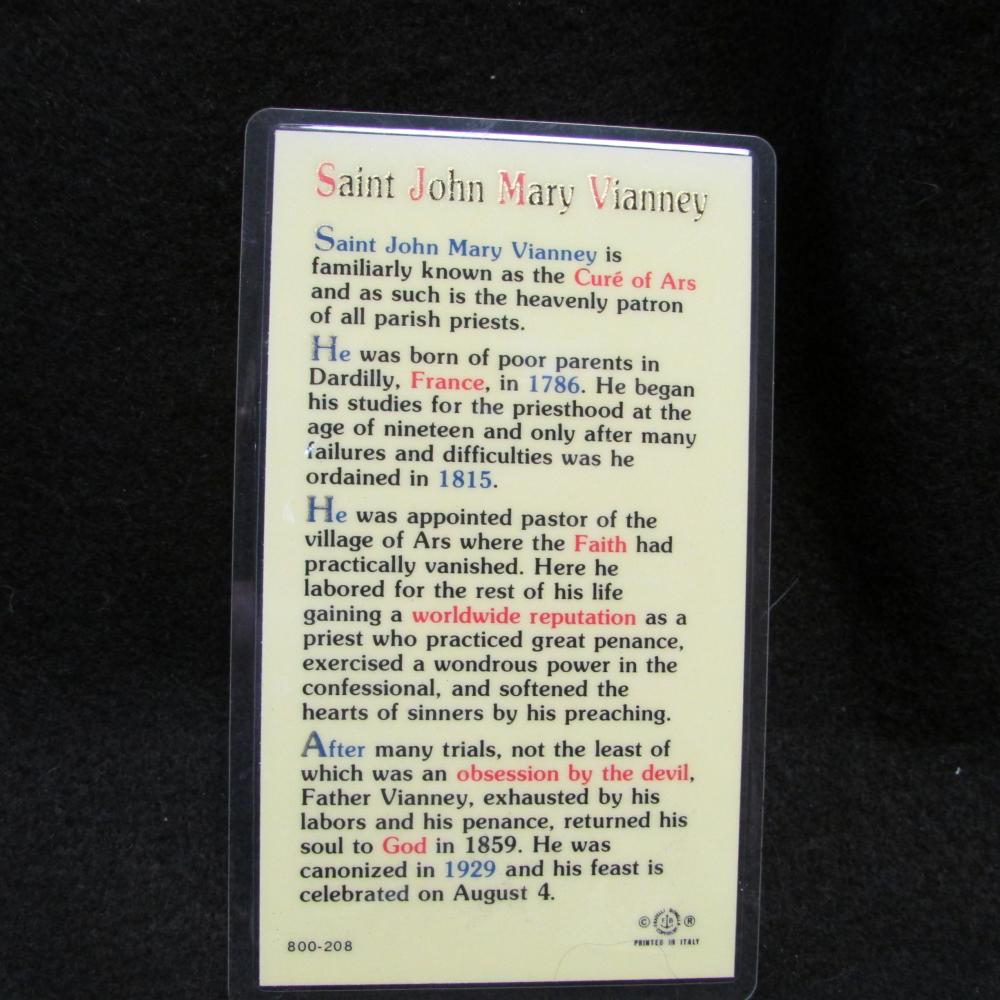 Saint John Mary Vianney
Saint John Mary Vianney is
familiarly known as the Curé of Ars
and as such is the heavenly patron
of all parish priests.
He was born of poor parents in
Dardilly, France, in 1786. He began
his studies for the priesthood at the
age of nineteen and only after many
failures and difficulties was he
ordained in 1815.
He was appointed pastor of the
village of Ars where the Faith had
practically vanished. Here he
labored for the rest of his life
gaining a worldwide reputation as a
priest who practiced great penance,
exercised a wondrous power in the
confessional, and softened the
hearts of sinners by his preaching.
After many trials, not the least of
which was an obsession by the devil,
Father Vianney, exhausted by his
labors and his penance, returned his
soul to God in 1859. He was
canonized in 1929 and his feast is
celebrated on August 4.
© ®
800-208
PRINTED IN ITALY